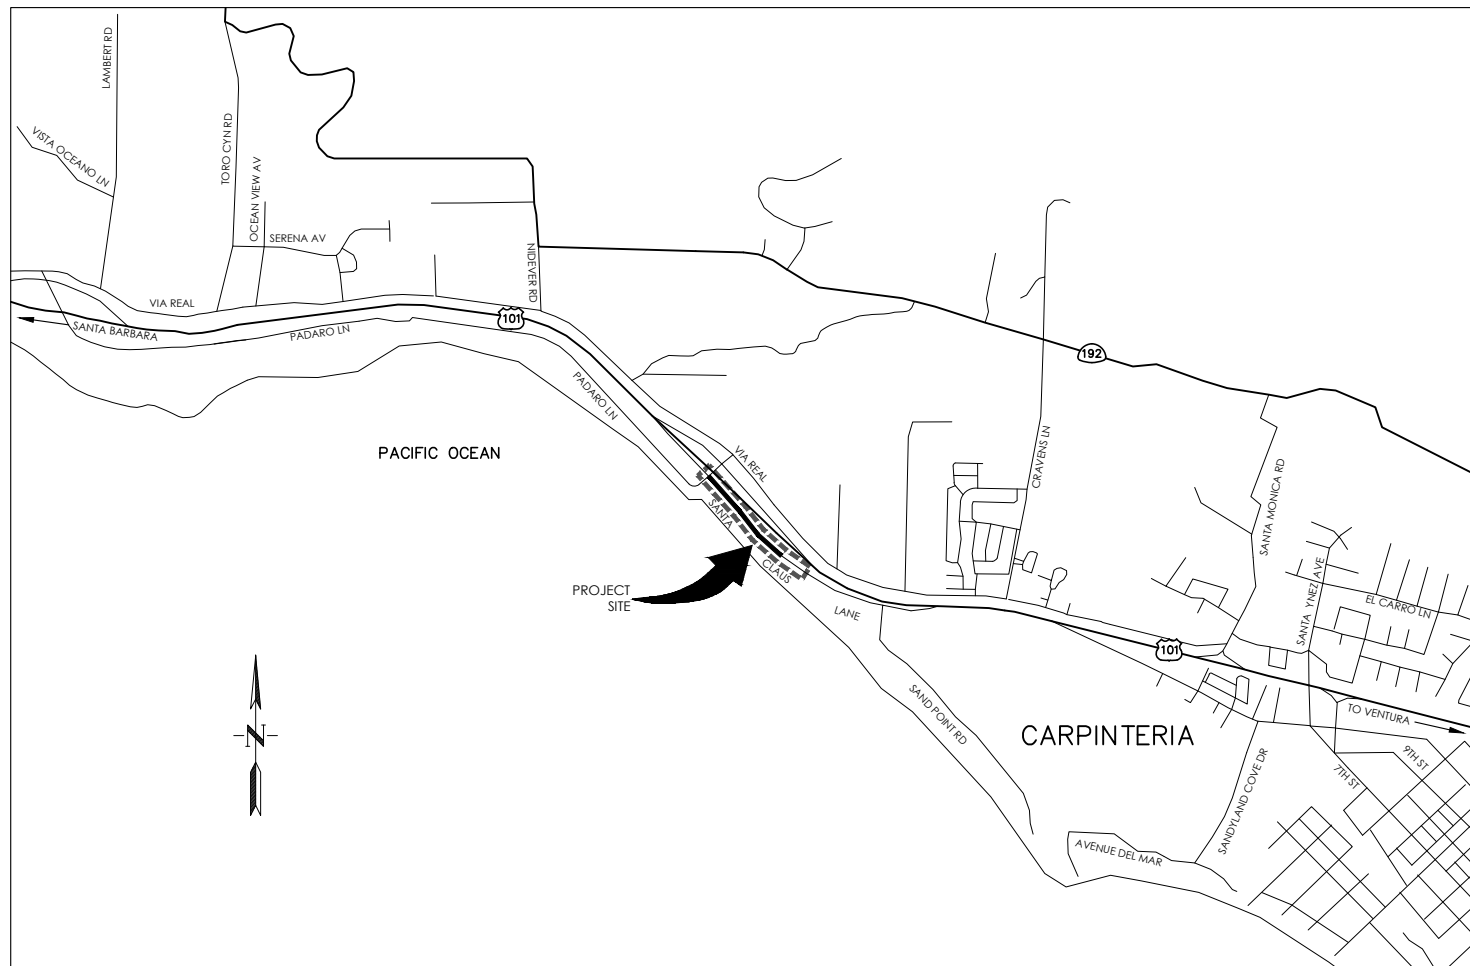 LAMBERT RD
VISTA OCEANO LN
TORO CYN RD
OCEAN VIEW AV
SERENA AV
NIDEVER RD
VIA REAL
SANTA BARBARA
PADARO LN
101
192
PADARO LN
PACIFIC OCEAN
VIA REAL
CRAVENS LN
SANTA MONICA RD
SANTA
CLAUS
LANE
PROJECT
SITE
SANTA YNEZ AVE
EL CARRO LN
101
SAND POINT RD
TO VENTURA
CARPINTERIA
N
9TH ST
7TH ST
SANDYLAND COVE DR
AVENUE DEL MAR